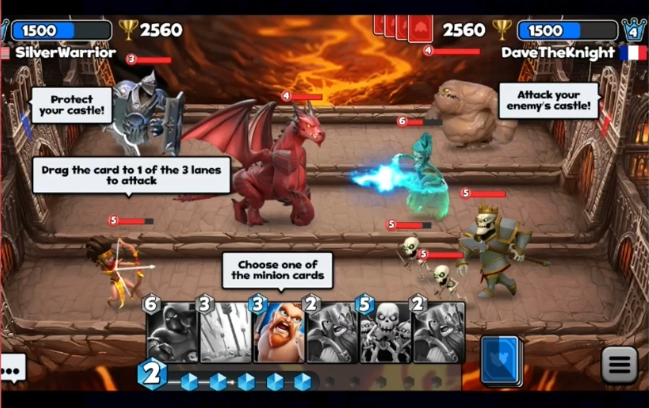 1500
2560
2560
1500
4
SilverWarrior
DaveTheKnight
3
4
4
Protect
your castle!
Attack your
enemy's castle!
6
Drag the card to 1 of the 3 lanes
to attack
5
5
5
5
Choose one of
the minion cards
6
3
3
2
5
2
2
...